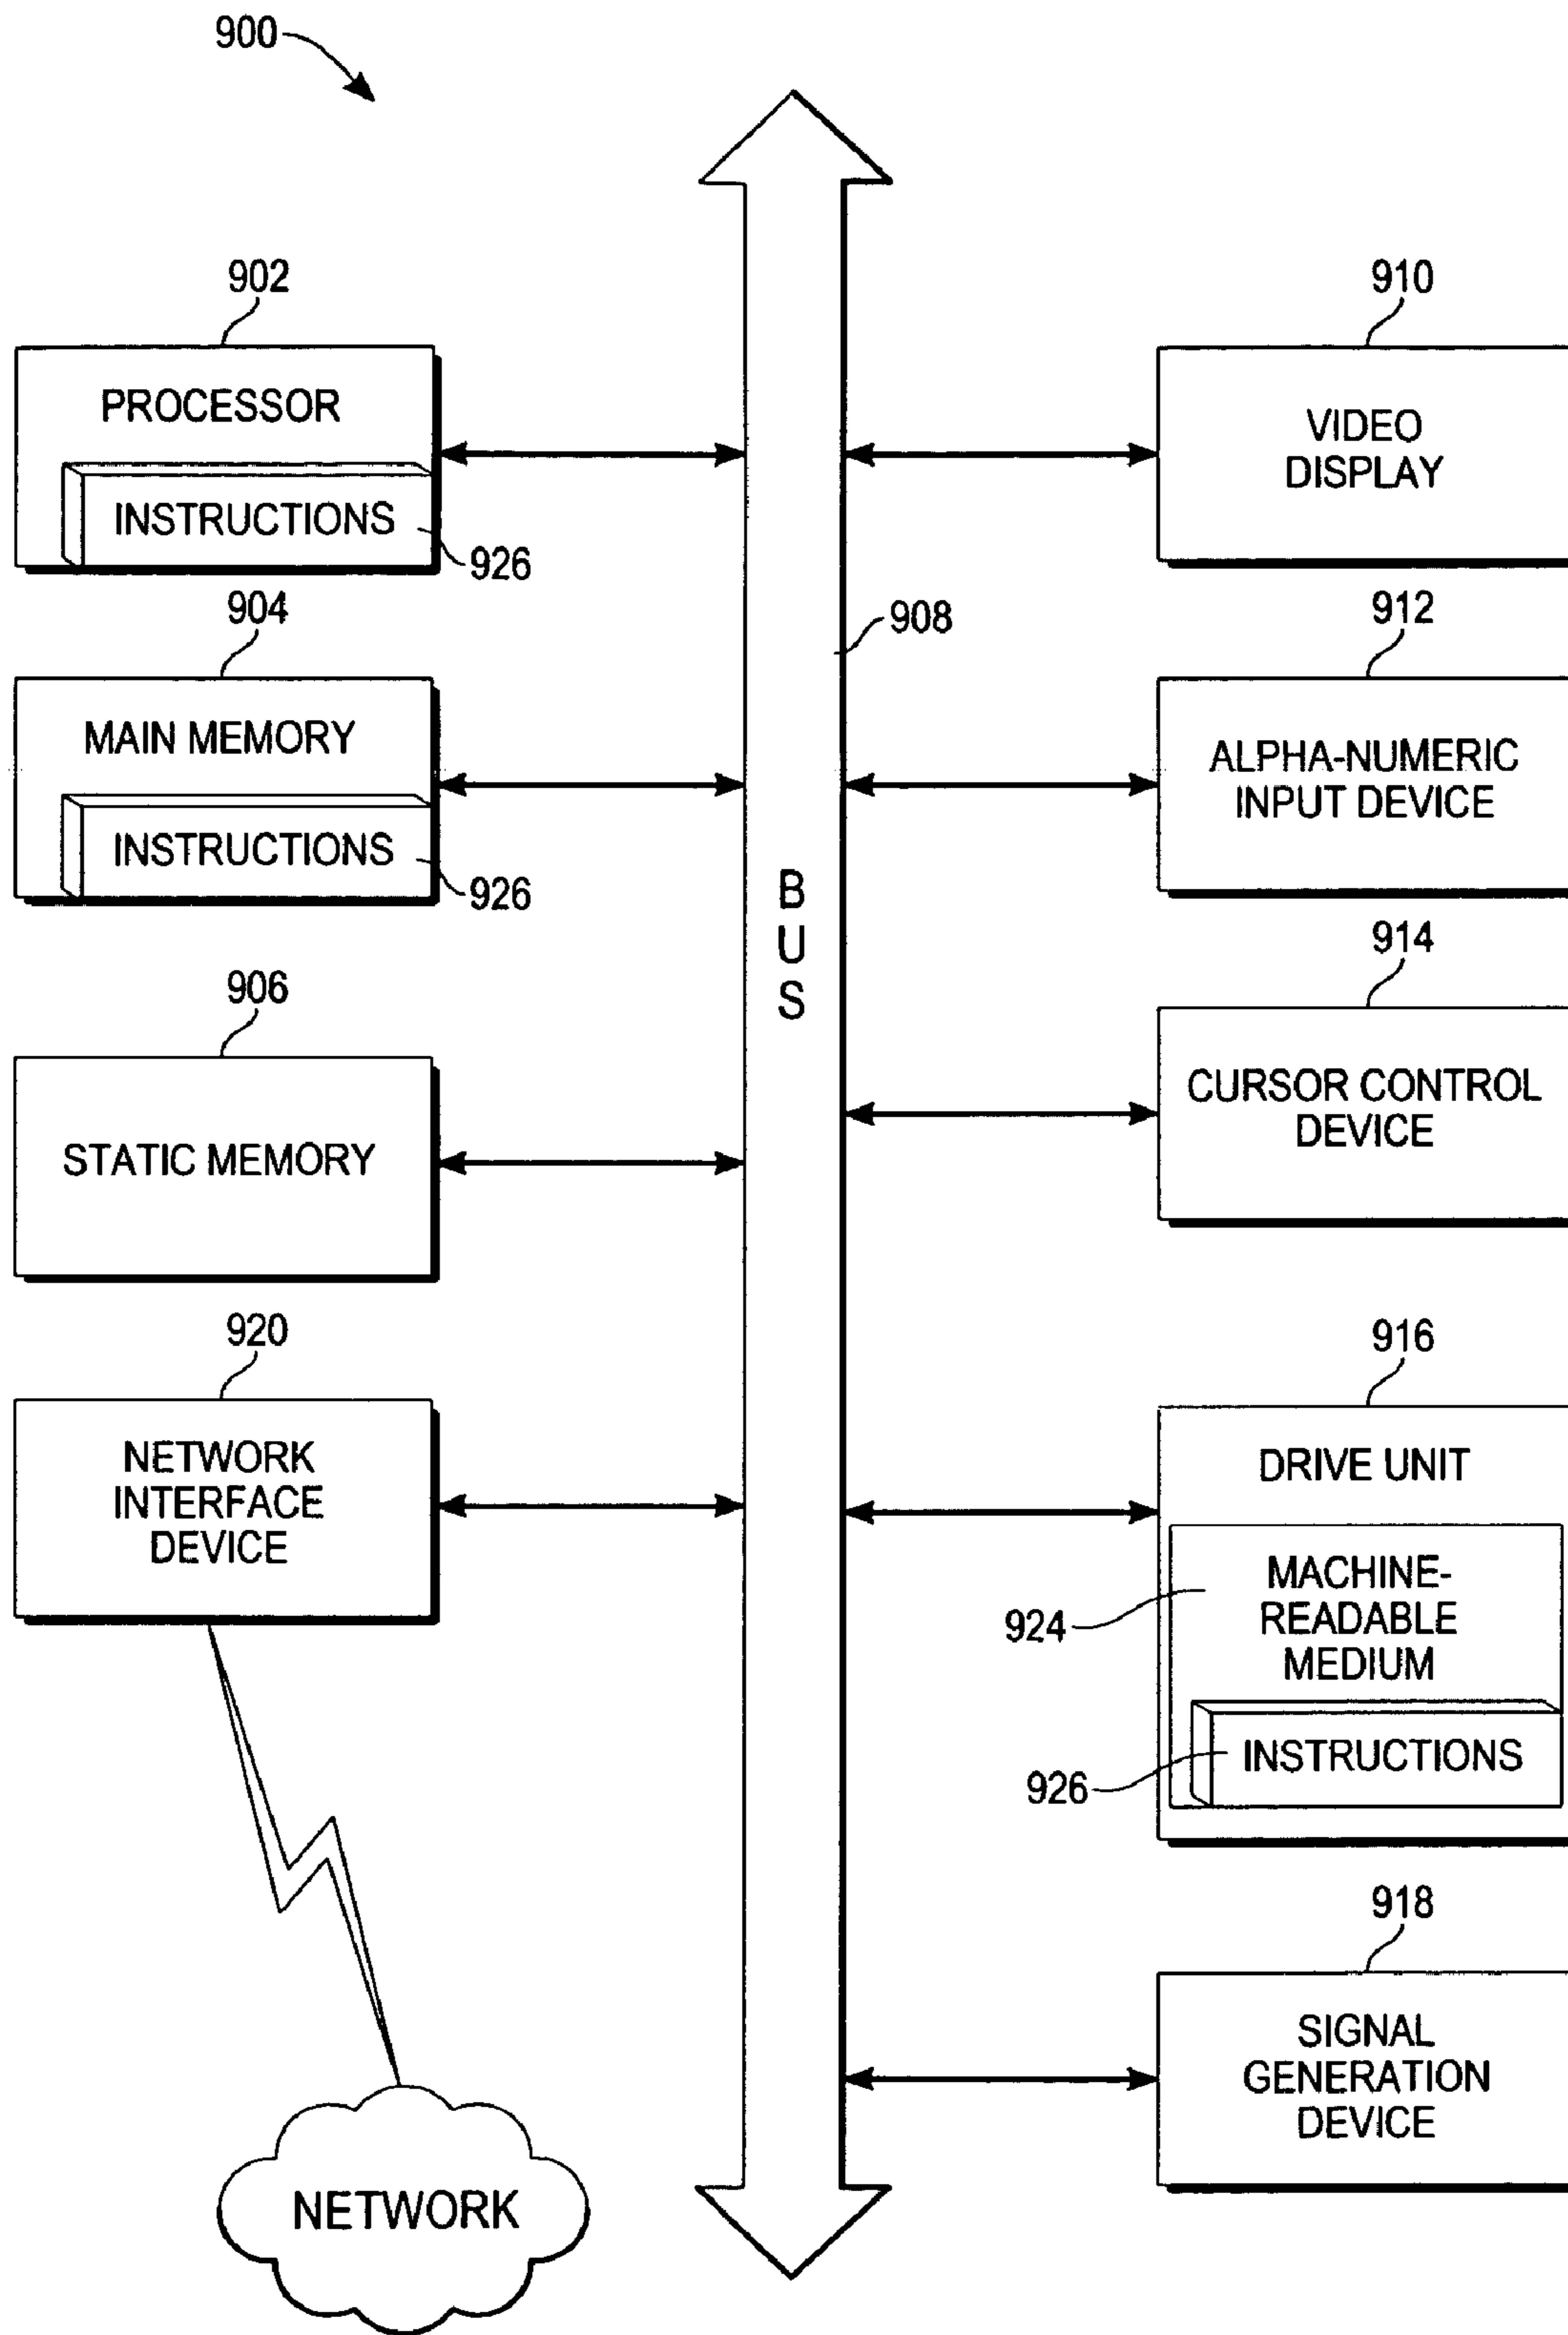 900
902
PROCESSOR
INSTRUCTIONS
926
904
MAIN MEMORY
INSTRUCTIONS
926
906
STATIC MEMORY
920
NETWORK
INTERFACE
DEVICE
NETWORK
908
B
U
S
910
VIDEO
DISPLAY
912
ALPHA-NUMERIC
INPUT DEVICE
914
CURSOR CONTROL
DEVICE
916
DRIVE UNIT
924
MACHINE-
READABLE
MEDIUM
926
INSTRUCTIONS
918
SIGNAL
GENERATION
DEVICE